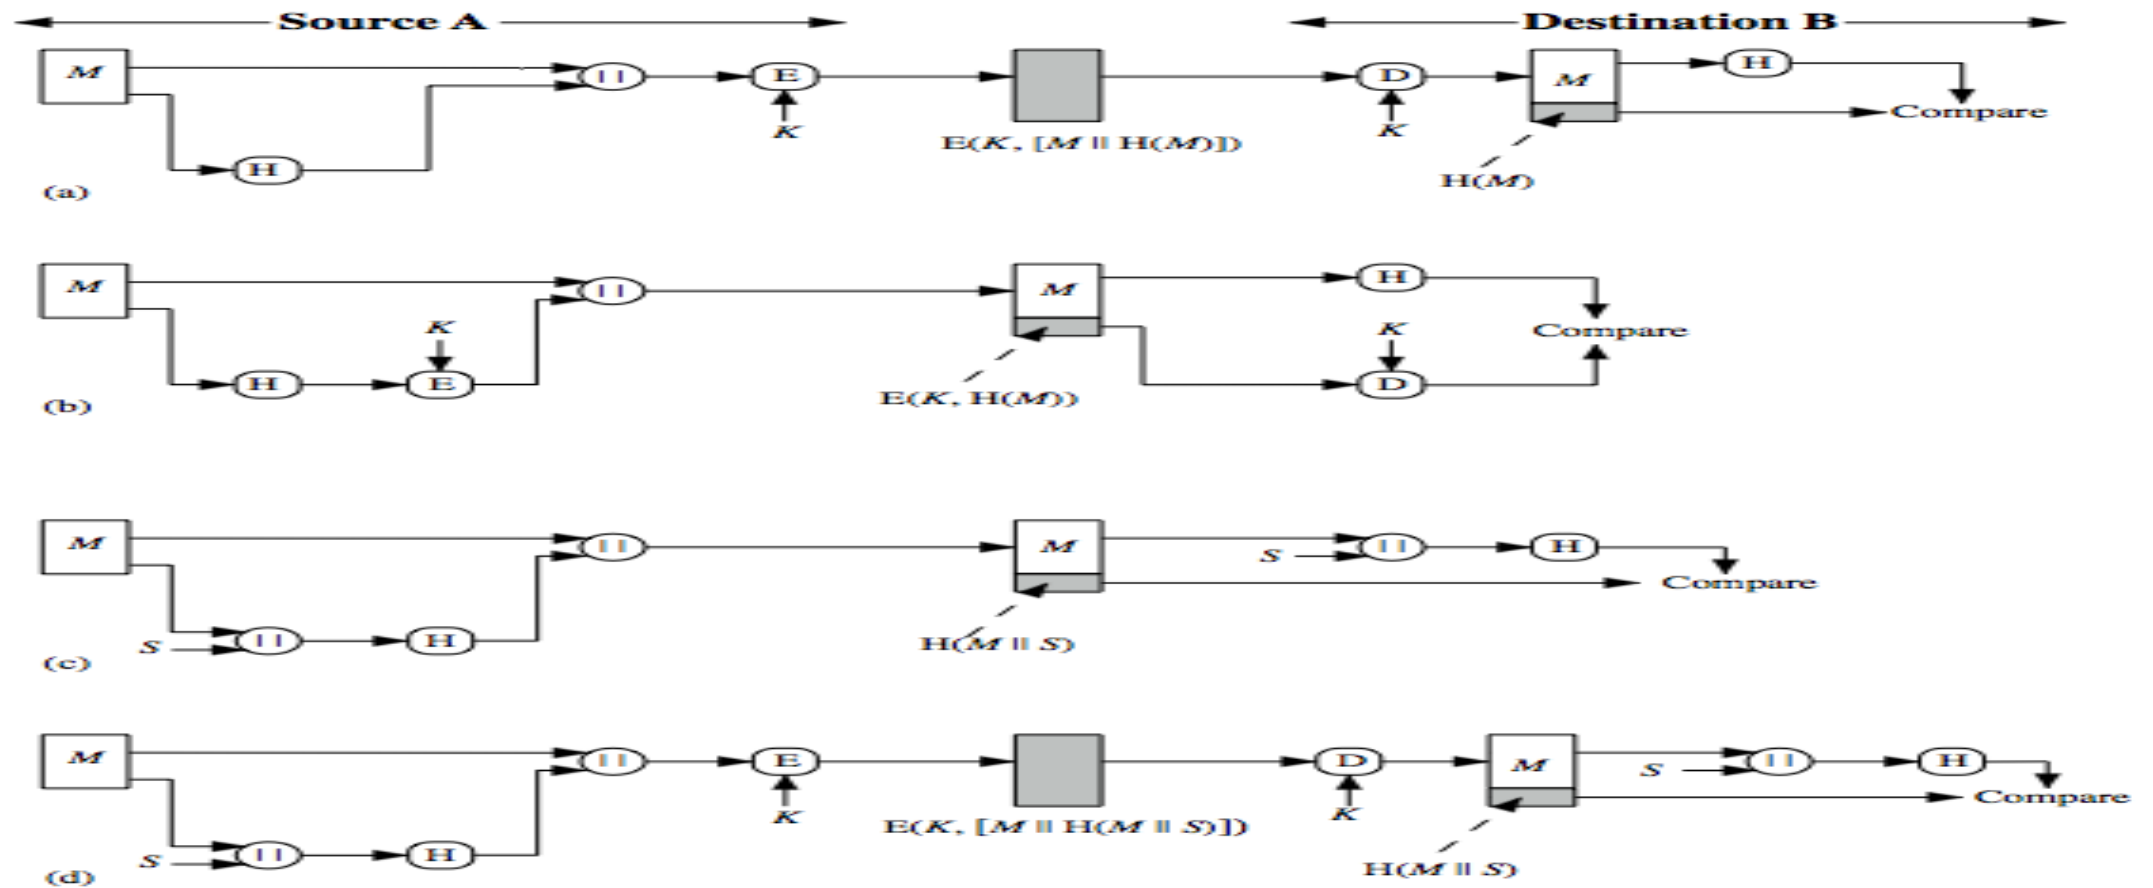 Source A Destination B
M || E D M H
K K Compare
E(K, [M || H(M)])
H H(M)
(a)
M || M H
K K Compare
H E D
E(K, H(M))
(b)
M || M S || H
Compare
S || H H(M || S)
(c)
M || E D M S || H
K K Compare
E(K, [M || H(M || S)])
S || H H(M || S)
(d)